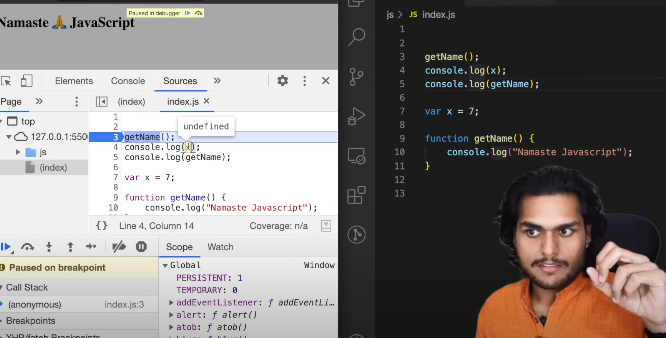 Paused in debugger
Namaste 🙏 JavaScript
Elements Console Sources »
Page » (index) index.js ×
top
127.0.0.1:550
js
(index)
1
2
3 getName();
undefined
4 console.log(x);
5 console.log(getName);
6
7 var x = 7;
8
9 function getName() {
10 console.log("Namaste Javascript");
{} Line 4, Column 14 Coverage: n/a
Paused on breakpoint
Call Stack
(anonymous) index.js:3
Breakpoints
XHR/fetch Breakpoints
Scope Watch
Global Window
PERSISTENT: 1
TEMPORARY: 0
addEventListener: ƒ addEventLi…
alert: ƒ alert()
atob: ƒ atob()
js > JS index.js
1
2
3 getName();
4 console.log(x);
5 console.log(getName);
6
7 var x = 7;
8
9 function getName() {
10 console.log("Namaste Javascript");
11 }
12
13